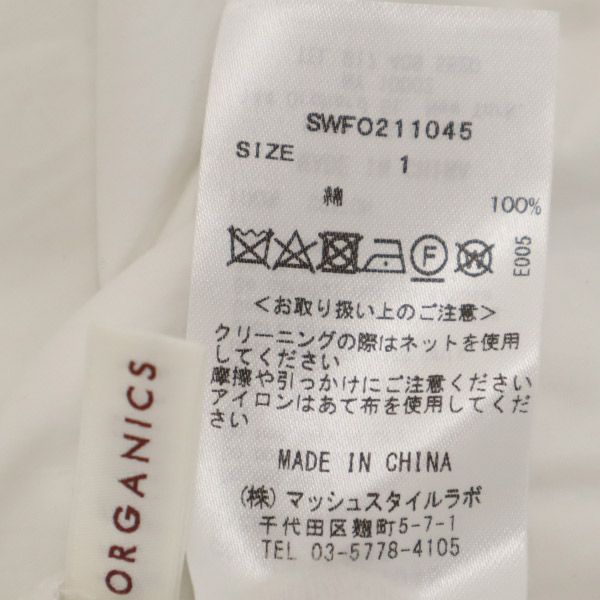 SWFO211045
SIZE 1
綿 100%
F
W
E005
<お取り扱い上のご注意>
クリーニングの際はネットを使用
してください
摩擦や引っかけにご注意ください
アイロンはあて布を使用してくだ
さい
MADE IN CHINA
(株)マッシュスタイルラボ
千代田区麹町5-7-1
TEL 03-5778-4105
ORGANICS